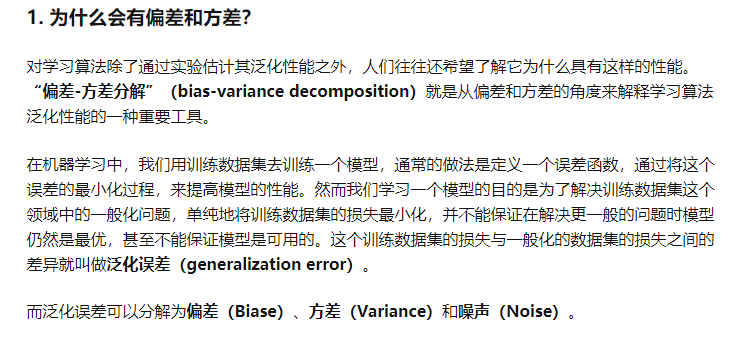 1. 为什么会有偏差和方差？
对学习算法除了通过实验估计其泛化性能之外，人们往往还希望了解它为什么具有这样的性能。
“偏差-方差分解”（bias-variance decomposition）就是从偏差和方差的角度来解释学习算法
泛化性能的一种重要工具。
在机器学习中，我们用训练数据集去训练一个模型，通常的做法是定义一个误差函数，通过将这个
误差的最小化过程，来提高模型的性能。然而我们学习一个模型的目的是为了解决训练数据集这个
领域中的一般化问题，单纯地将训练数据集的损失最小化，并不能保证在解决更一般的问题时模型
仍然是最优，甚至不能保证模型是可用的。这个训练数据集的损失与一般化的数据集的损失之间的
差异就叫做泛化误差（generalization error）。
而泛化误差可以分解为偏差（Biase）、方差（Variance）和噪声（Noise）。